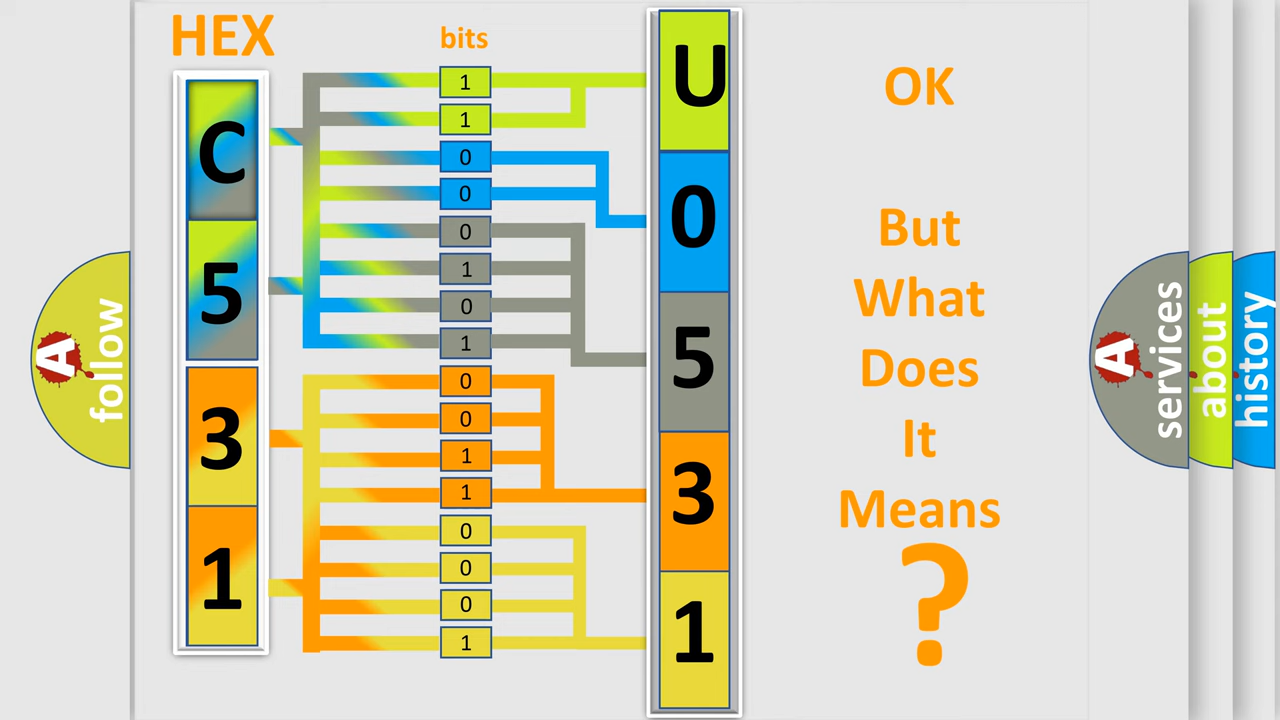 HEX
bits
C
5
3
1
1
1
0
0
0
1
0
1
0
0
1
1
0
0
0
1
U
0
5
3
1
OK
But
What
Does
It
Means
?
A
follow
A
services
about
history